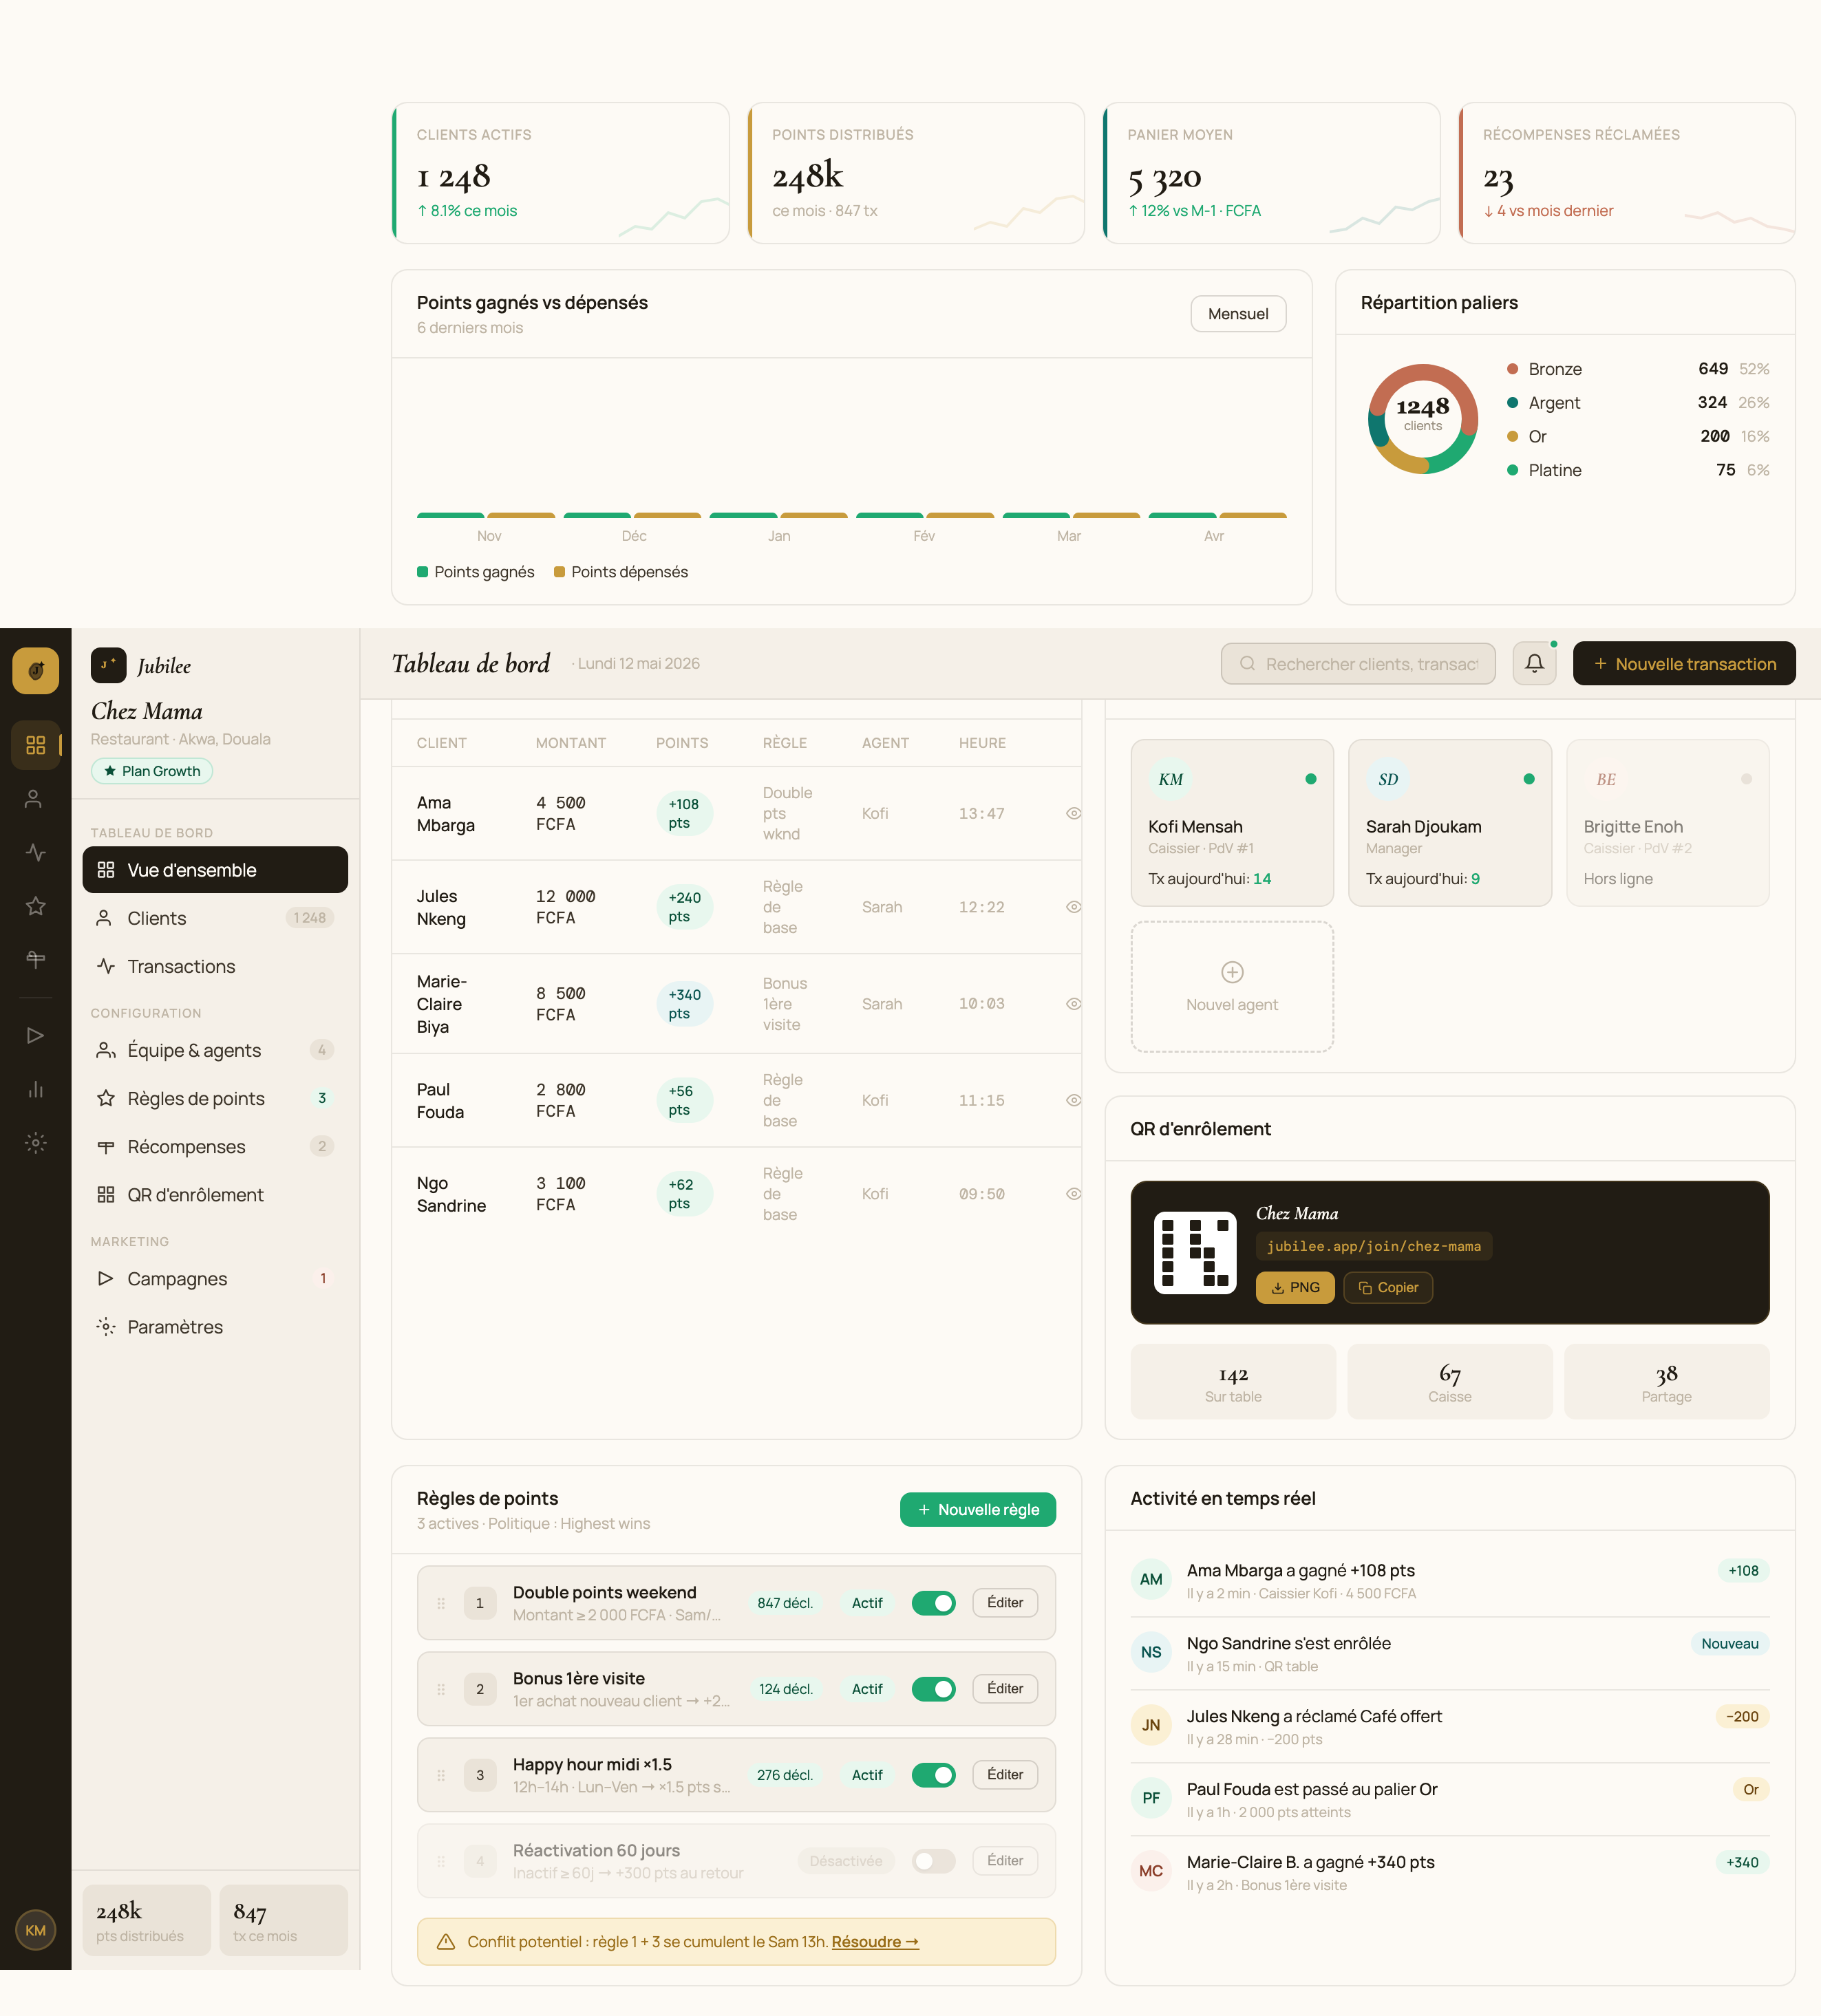 CLIENTS ACTIFS
1 248
↑ 8.1% ce mois
POINTS DISTRIBUÉS
248k
ce mois · 847 tx
PANIER MOYEN
5 320
↑ 12% vs M-1 · FCFA
RÉCOMPENSES RÉCLAMÉES
23
↓ 4 vs mois dernier
Points gagnés vs dépensés
6 derniers mois
Mensuel
Nov
Déc
Jan
Fév
Mar
Avr
Points gagnés
Points dépensés
Répartition paliers
1248
clients
Bronze 649 52%
Argent 324 26%
Or 200 16%
Platine 75 6%
J
KM
J
Jubilee
Chez Mama
Restaurant · Akwa, Douala
★ Plan Growth
TABLEAU DE BORD
Vue d'ensemble
Clients 1 248
Transactions
CONFIGURATION
Équipe & agents 4
Règles de points 3
Récompenses 2
QR d'enrôlement
MARKETING
Campagnes 1
Paramètres
248k
pts distribués
847
tx ce mois
Tableau de bord · Lundi 12 mai 2026
Rechercher clients, transact
+ Nouvelle transaction
CLIENT MONTANT POINTS RÈGLE AGENT HEURE
Ama
Mbarga
4 500
FCFA
+108
pts
Double
pts
wknd
Kofi
13:47
Jules
Nkeng
12 000
FCFA
+240
pts
Règle
de
base
Sarah
12:22
Marie-
Claire
Biya
8 500
FCFA
+340
pts
Bonus
1ère
visite
Sarah
10:03
Paul
Fouda
2 800
FCFA
+56
pts
Règle
de
base
Kofi
11:15
Ngo
Sandrine
3 100
FCFA
+62
pts
Règle
de
base
Kofi
09:50
KM
Kofi Mensah
Caissier · PdV #1
Tx aujourd'hui: 14
SD
Sarah Djoukam
Manager
Tx aujourd'hui: 9
BE
Brigitte Enoh
Caissier · PdV #2
Hors ligne
Nouvel agent
QR d'enrôlement
Chez Mama
jubilee.app/join/chez-mama
PNG
Copier
142
Sur table
67
Caisse
38
Partage
Règles de points
3 actives · Politique : Highest wins
+ Nouvelle règle
1
Double points weekend
Montant ≥ 2 000 FCFA · Sam/...
847 décl.
Actif
Éditer
2
Bonus 1ère visite
1er achat nouveau client → +2...
124 décl.
Actif
Éditer
3
Happy hour midi ×1.5
12h–14h · Lun–Ven → ×1.5 pts s...
276 décl.
Actif
Éditer
4
Réactivation 60 jours
Inactif ≥ 60j → +300 pts au retour
Désactivée
Éditer
Conflit potentiel : règle 1 + 3 se cumulent le Sam 13h. Résoudre →
Activité en temps réel
AM
Ama Mbarga a gagné +108 pts
Il y a 2 min · Caissier Kofi · 4 500 FCFA
+108
NS
Ngo Sandrine s'est enrôlée
Il y a 15 min · QR table
Nouveau
JN
Jules Nkeng a réclamé Café offert
Il y a 28 min · −200 pts
−200
PF
Paul Fouda est passé au palier Or
Il y a 1h · 2 000 pts atteints
Or
MC
Marie-Claire B. a gagné +340 pts
Il y a 2h · Bonus 1ère visite
+340